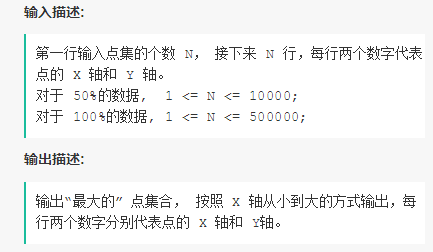 输入描述:
第一行输入点集的个数 N, 接下来 N 行,每行两个数字代表
点的 X 轴和 Y 轴。
对于 50%的数据, 1 <= N <= 10000;
对于 100%的数据, 1 <= N <= 500000;
输出描述:
输出“最大的” 点集合, 按照 X 轴从小到大的方式输出,每
行两个数字分别代表点的 X 轴和 Y轴。